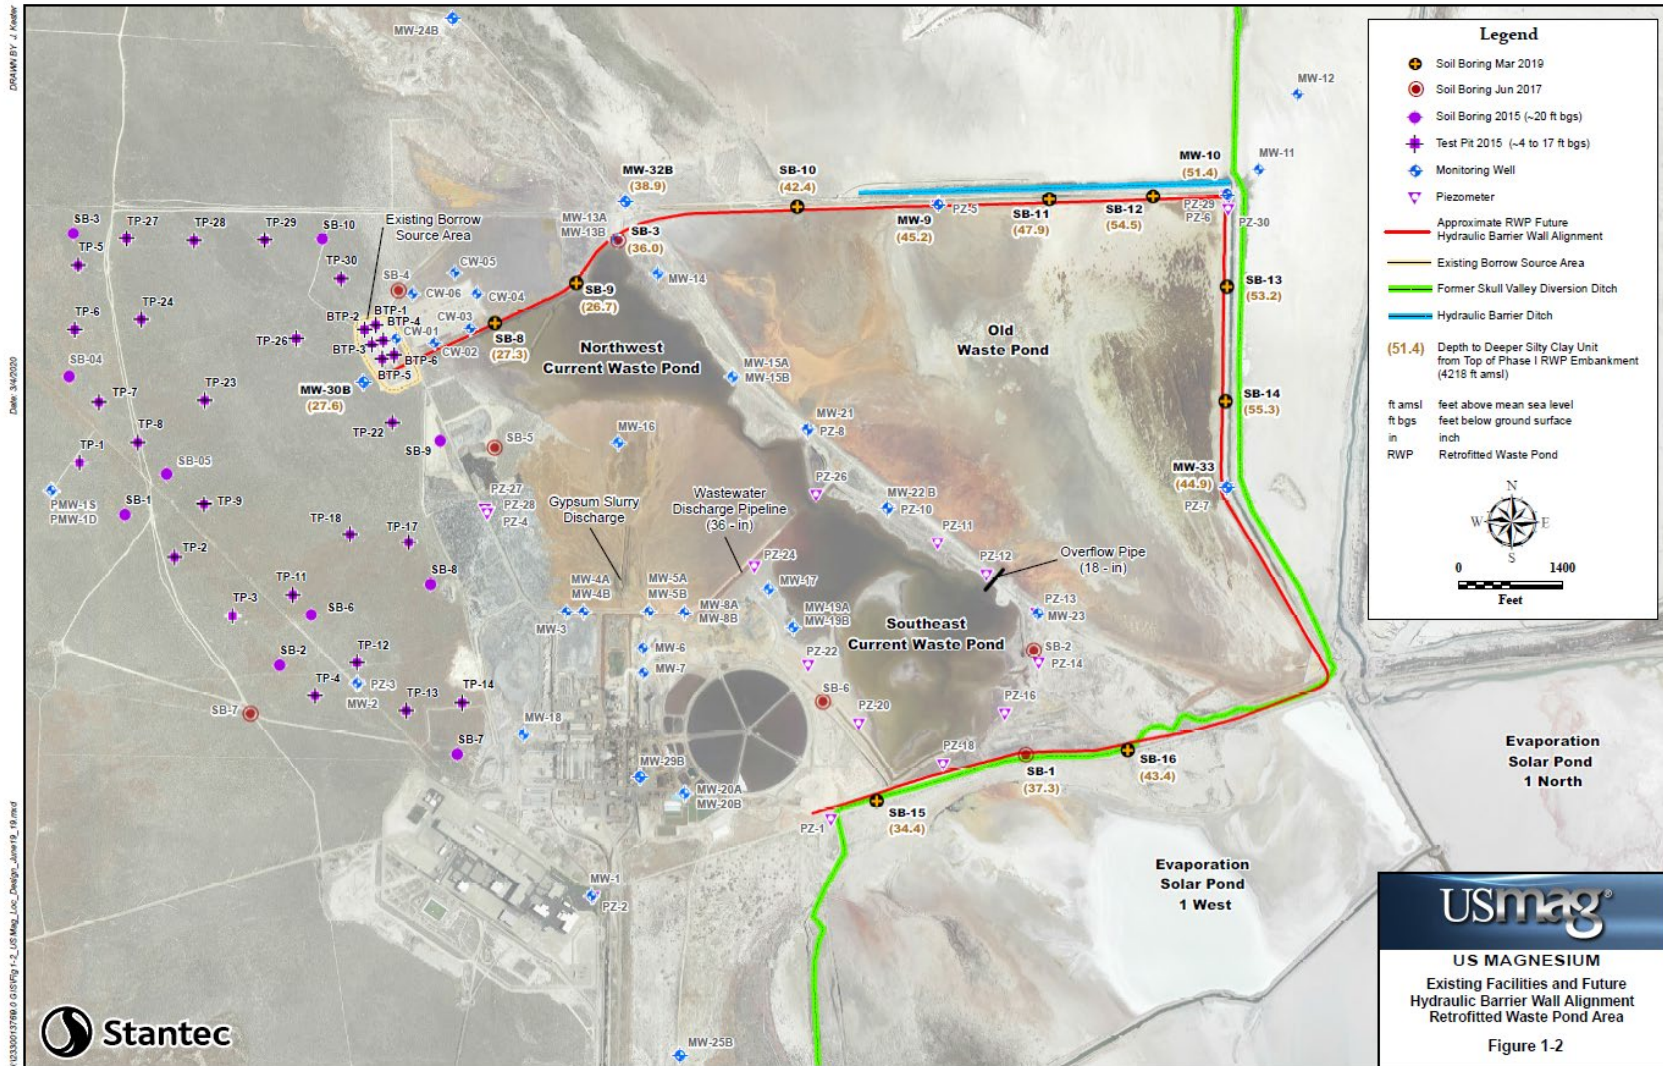 DRAWN BY J. Kester
Date: 3/4/2020
MW-24B
MW-12
MW-11
MW-10
(51.4)
MW-32B
(38.9)
SB-10
(42.4)
MW-13A
MW-13B
SB-3
(36.0)
MW-9
(45.2)
PZ-5
SB-11
(47.9)
SB-12
(54.5)
PZ-29
PZ-6
PZ-30
SB-3
TP-27
TP-28
TP-29
SB-10
Existing Borrow
Source Area
TP-5
TP-30
SB-4
CW-05
CW-06
CW-04
MW-14
SB-9
(26.7)
SB-13
(53.2)
TP-6
TP-24
TP-26
BTP-1
BTP-2
BTP-4
BTP-3
CW-01
CW-03
CW-02
BTP-6
BTP-5
SB-8
(27.3)
Northwest
Current Waste Pond
Old
Waste Pond
SB-04
TP-7
TP-23
MW-30B
(27.6)
MW-15A
MW-15B
SB-14
(55.3)
TP-8
TP-22
TP-1
SB-05
SB-9
SB-5
MW-16
MW-21
PZ-8
MW-33
(44.9)
PZ-7
PMW-1S
PMW-1D
SB-1
TP-9
PZ-27
PZ-28
PZ-4
Gypsum Slurry
Discharge
Wastewater
Discharge Pipeline
(36 - in)
PZ-26
MW-22 B
PZ-10
TP-18
TP-17
TP-2
PZ-11
PZ-24
PZ-12
Overflow Pipe
(18 - in)
TP-11
SB-8
TP-3
SB-6
MW-4A
MW-4B
MW-5A
MW-5B
MW-8A
MW-8B
MW-3
MW-17
MW-19A
MW-19B
PZ-13
MW-23
Southeast
Current Waste Pond
SB-2
TP-12
MW-6
MW-7
PZ-22
SB-2
PZ-14
TP-4
PZ-3
MW-2
TP-13
TP-14
SB-6
PZ-16
SB-7
MW-18
PZ-20
SB-7
MW-29B
MW-20A
MW-20B
PZ-18
SB-1
(37.3)
SB-16
(43.4)
PZ-1
SB-15
(34.4)
Evaporation
Solar Pond
1 North
Evaporation
Solar Pond
1 West
MW-1
PZ-2
MW-25B
Stantec
Legend
Soil Boring Mar 2019
Soil Boring Jun 2017
Soil Boring 2015 (~20 ft bgs)
Test Pit 2015 (~4 to 17 ft bgs)
Monitoring Well
Piezometer
Approximate RWP Future
Hydraulic Barrier Wall Alignment
Existing Borrow Source Area
Former Skull Valley Diversion Ditch
Hydraulic Barrier Ditch
(51.4) Depth to Deeper Silty Clay Unit
from Top of Phase I RWP Embankment
(4218 ft amsl)
ft amsl feet above mean sea level
ft bgs feet below ground surface
in inch
RWP Retrofitted Waste Pond
N
W E
S
0 1400
Feet
USmag®
US MAGNESIUM
Existing Facilities and Future
Hydraulic Barrier Wall Alignment
Retrofitted Waste Pond Area
Figure 1-2